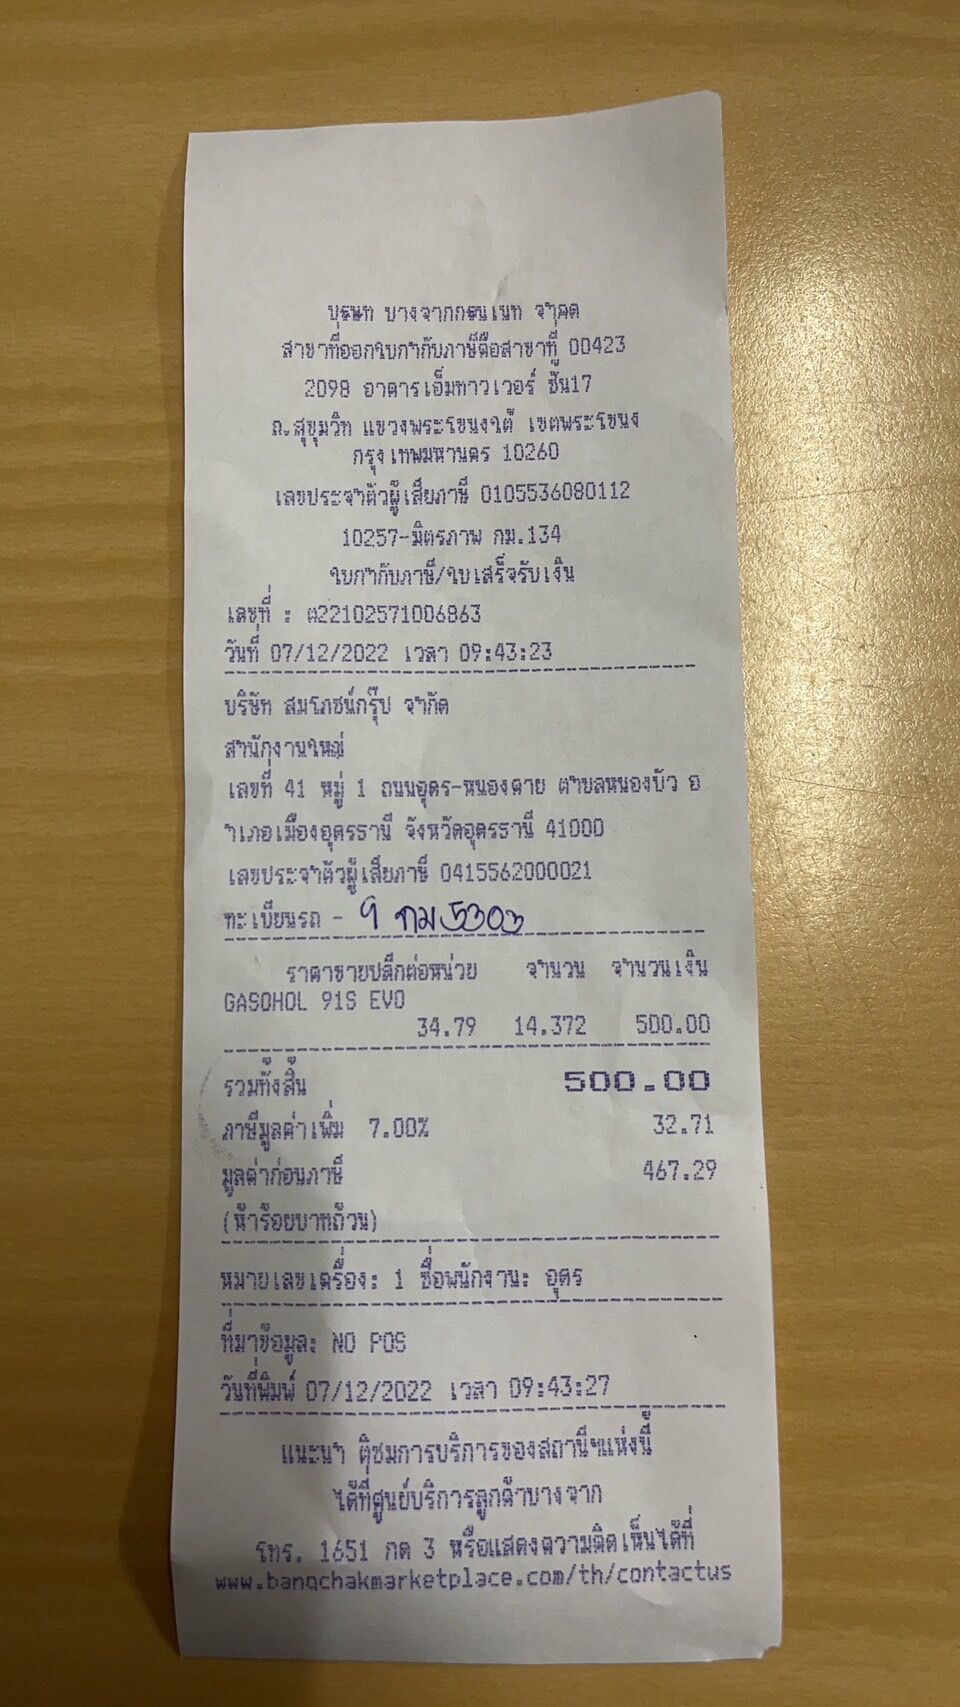 บริษัท บางจากกรีนเนท จำกัด
สาขาที่ออกใบกำกับภาษีคือสาขาที่ 00423
2098 อาคารเอ็มทาวเวอร์ ชั้น17
ถ.สุขุมวิท แขวงพระโขนงใต้ เขตพระโขนง
กรุงเทพมหานคร 10260
เลขประจำตัวผู้เสียภาษี 0105536080112
10257-มิตรภาพ กม.134
ใบกำกับภาษี/ใบเสร็จรับเงิน
เลขที่ : ต22102571006863
วันที่ 07/12/2022 เวลา 09:43:23
บริษัท สมโภชน์กรุ๊ป จำกัด
สำนักงานใหญ่
เลขที่ 41 หมู่ 1 ถนนอุดร-หนองคาย ตำบลหนองบัว อ
ำเภอเมืองอุดรธานี จังหวัดอุดรธานี 41000
เลขประจำตัวผู้เสียภาษี 0415562000021
ทะเบียนรถ - 9 กม 5303
ราคาขายปลีกต่อหน่วย จำนวน จำนวนเงิน
GASOHOL 91S EVO
34.79 14.372 500.00
รวมทั้งสิ้น 500.00
ภาษีมูลค่าเพิ่ม 7.00% 32.71
มูลค่าก่อนภาษี 467.29
(ห้าร้อยบาทถ้วน)
หมายเลขเครื่อง: 1 ชื่อพนักงาน: อุดร
ที่มาข้อมูล: NO POS
วันที่พิมพ์ 07/12/2022 เวลา 09:43:27
แนะนำ ติชมการบริการของสถานีฯแห่งนี้
ได้ที่ศูนย์บริการลูกค้าบางจาก
โทร. 1651 กด 3 หรือแสดงความคิดเห็นได้ที่
www.bangchakmarketplace.com/th/contactus